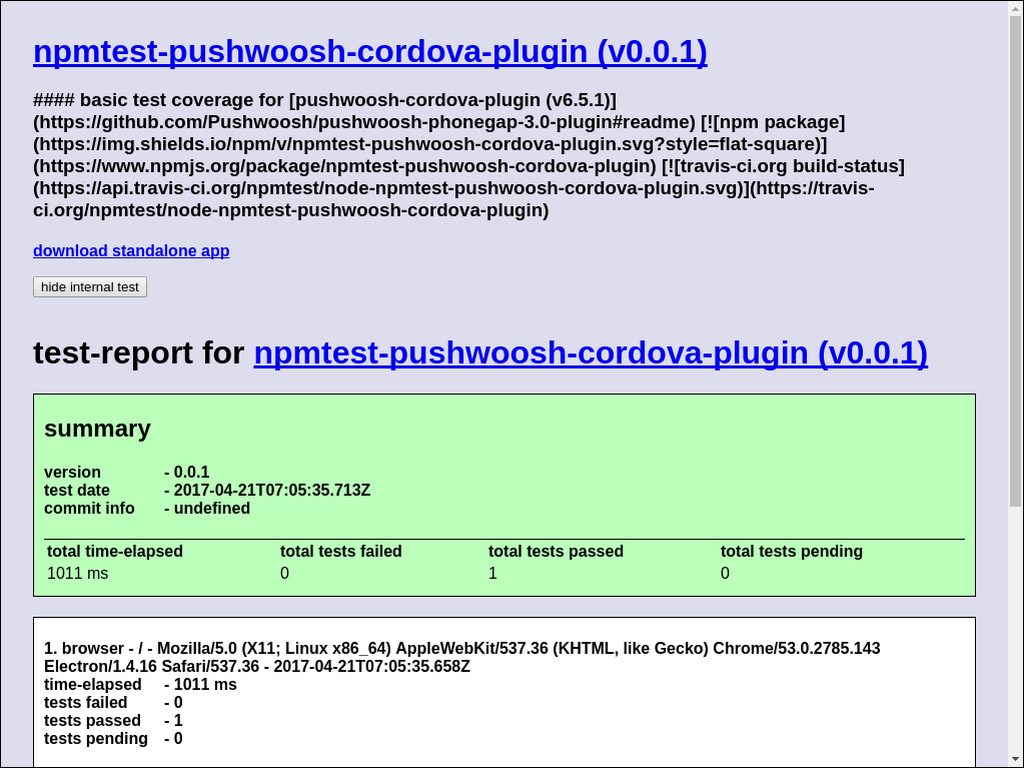 npmtest-pushwoosh-cordova-plugin (v0.0.1)
#### basic test coverage for [pushwoosh-cordova-plugin (v6.5.1)]
(https://github.com/Pushwoosh/pushwoosh-phonegap-3.0-plugin#readme) [![npm package]
(https://img.shields.io/npm/v/npmtest-pushwoosh-cordova-plugin.svg?style=flat-square)]
(https://www.npmjs.org/package/npmtest-pushwoosh-cordova-plugin) [![travis-ci.org build-status]
(https://api.travis-ci.org/npmtest/node-npmtest-pushwoosh-cordova-plugin.svg)](https://travis-
ci.org/npmtest/node-npmtest-pushwoosh-cordova-plugin)
download standalone app
hide internal test
test-report for npmtest-pushwoosh-cordova-plugin (v0.0.1)
summary
version - 0.0.1
test date - 2017-04-21T07:05:35.713Z
commit info - undefined
total time-elapsed total tests failed total tests passed total tests pending
1011 ms 0 1 0
1. browser - / - Mozilla/5.0 (X11; Linux x86_64) AppleWebKit/537.36 (KHTML, like Gecko) Chrome/53.0.2785.143
Electron/1.4.16 Safari/537.36 - 2017-04-21T07:05:35.658Z
time-elapsed - 1011 ms
tests failed - 0
tests passed - 1
tests pending - 0